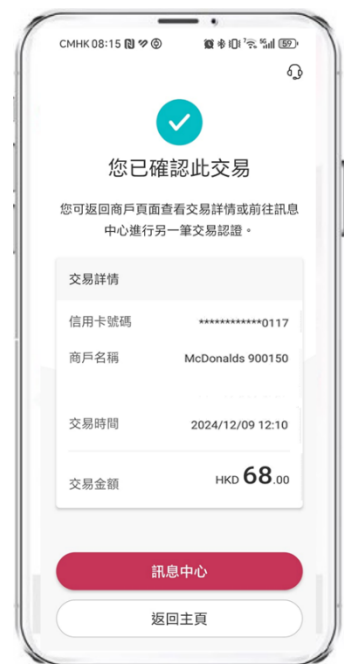 CMHK 08:15
59
您已確認此交易
您可返回商戶頁面查看交易詳情或前往訊息
中心進行另一筆交易認證。
交易詳情
信用卡號碼 ************0117
商戶名稱 McDonalds 900150
交易時間 2024/12/09 12:10
交易金額 HKD 68.00
訊息中心
返回主頁